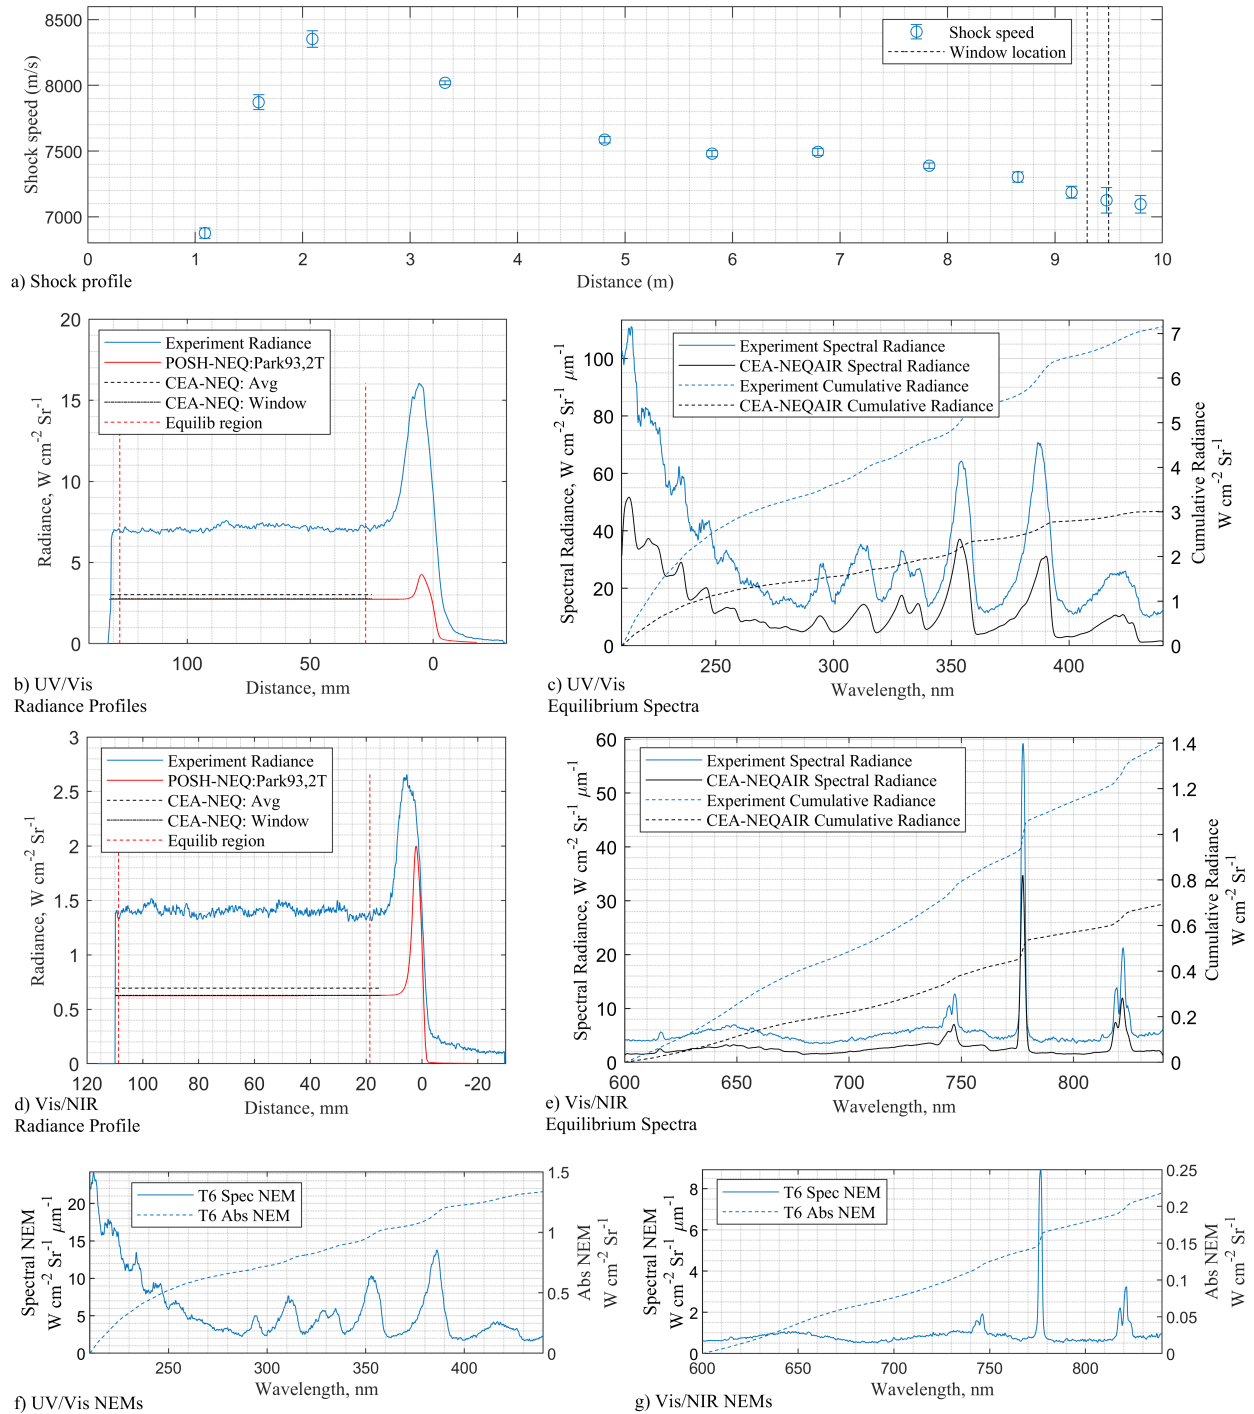 8500
8000
7500
7000
Shock speed (m/s)
Shock speed
Window location
0 1 2 3 4 5 6 7 8 9 10
Distance (m)
a) Shock profile
20
15
10
5
0
Radiance, W cm-2 Sr-1
Experiment Radiance
POSH-NEQ:Park93,2T
CEA-NEQ: Avg
CEA-NEQ: Window
Equilib region
100 50 0
Distance, mm
b) UV/Vis
Radiance Profiles
100
80
60
40
20
0
Spectral Radiance, W cm-2 Sr-1 μm-1
Experiment Spectral Radiance
CEA-NEQAIR Spectral Radiance
Experiment Cumulative Radiance
CEA-NEQAIR Cumulative Radiance
7
6
5
4
3
2
1
0
Cumulative Radiance
W cm-2 Sr-1
250 300 350 400
Wavelength, nm
c) UV/Vis
Equilibrium Spectra
3
2.5
2
1.5
1
0.5
0
Radiance, W cm-2 Sr-1
Experiment Radiance
POSH-NEQ:Park93,2T
CEA-NEQ: Avg
CEA-NEQ: Window
Equilib region
120 100 80 60 40 20 0 -20
Distance, mm
d) Vis/NIR
Radiance Profile
60
50
40
30
20
10
0
Spectral Radiance, W cm-2 Sr-1 μm-1
Experiment Spectral Radiance
CEA-NEQAIR Spectral Radiance
Experiment Cumulative Radiance
CEA-NEQAIR Cumulative Radiance
1.4
1.2
1
0.8
0.6
0.4
0.2
0
Cumulative Radiance
W cm-2 Sr-1
600 650 700 750 800
Wavelength, nm
e) Vis/NIR
Equilibrium Spectra
20
15
10
5
0
Spectral NEM
W cm-2 Sr-1 μm-1
T6 Spec NEM
T6 Abs NEM
1.5
1
0.5
0
Abs NEM
W cm-2 Sr-1
250 300 350 400
Wavelength, nm
f) UV/Vis NEMs
8
6
4
2
0
Spectral NEM
W cm-2 Sr-1 μm-1
T6 Spec NEM
T6 Abs NEM
0.25
0.2
0.15
0.1
0.05
0
Abs NEM
W cm-2 Sr-1
600 650 700 750 800
Wavelength, nm
g) Vis/NIR NEMs